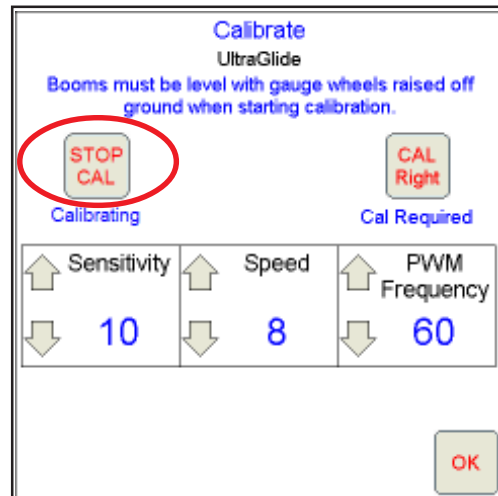 Calibrate
UltraGlide
Booms must be level with gauge wheels raised off
ground when starting calibration.
STOP
CAL
CAL
Right
Calibrating
Cal Required
Sensitivity
Speed
PWM
Frequency
10
8
60
OK